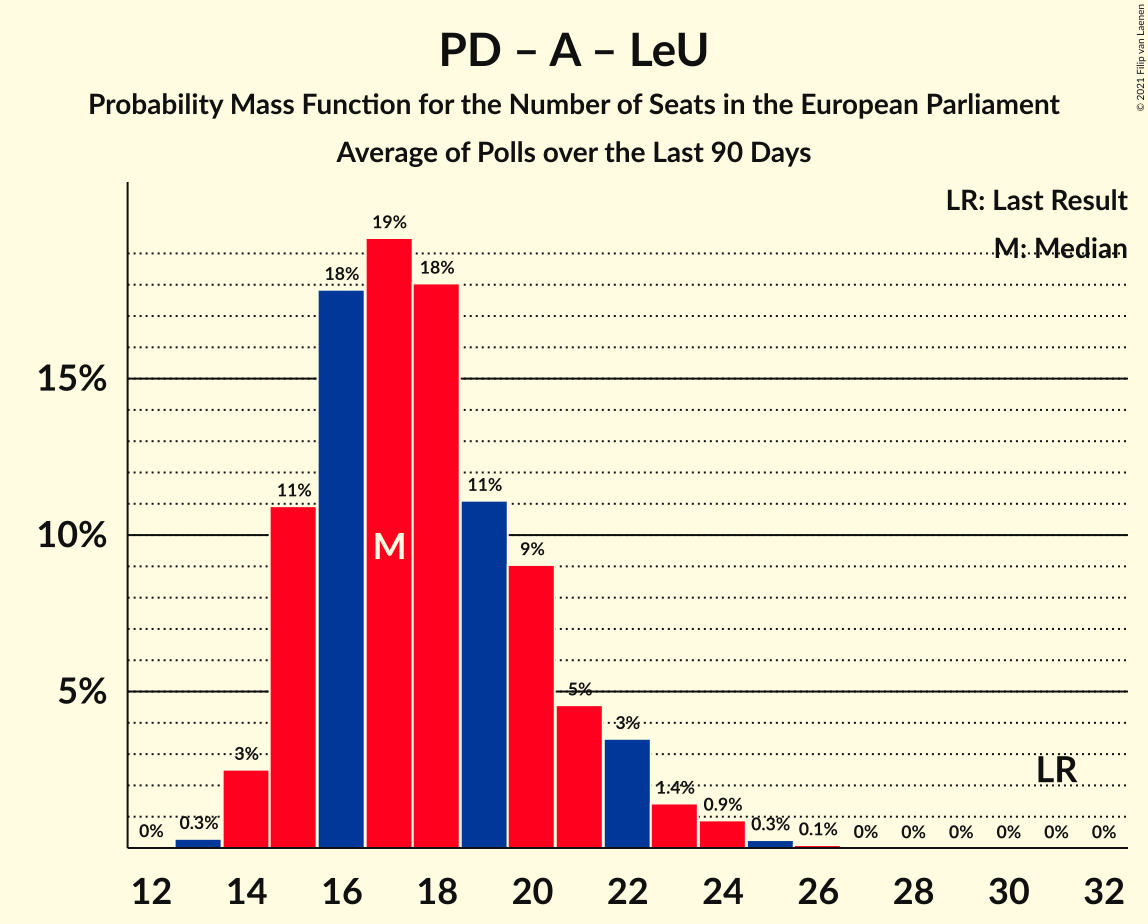 PD – A – LeU
Probability Mass Function for the Number of Seats in the European Parliament
Average of Polls over the Last 90 Days
© 2021 Filip van Laenen
LR: Last Result
M: Median
19%
18%
18%
15%
11%
11%
10%
M
9%
5%
5%
3%
3%
LR
1.4%
0.9%
0%
0.3%
0.3%
0.1%
0%
0%
0%
0%
0%
0%
12 14 16 18 20 22 24 26 28 30 32